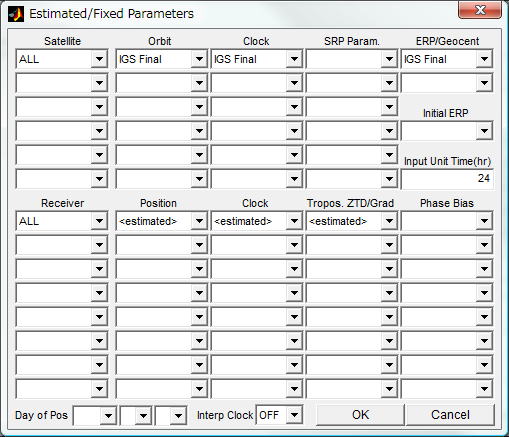 Estimated/Fixed Parameters
Satellite Orbit Clock SRP Param. ERP/Geocent
ALL IGS Final IGS Final IGS Final
Initial ERP
Input Unit Time(hr)
24
Receiver Position Clock Tropos. ZTD/Grad Phase Bias
ALL <estimated> <estimated> <estimated>
Day of Pos Interp Clock OFF OK Cancel